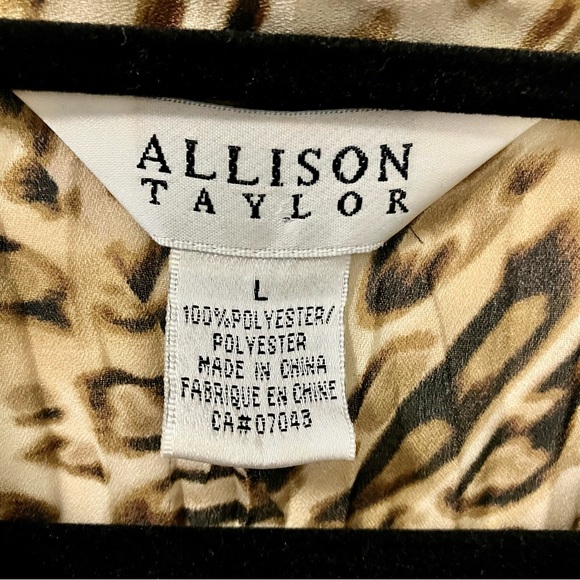 ALLISON
TAYLOR
L
100%POLYESTER/
POLYESTER
MADE IN CHINA
FABRIQUE EN CHINE
CA#07043